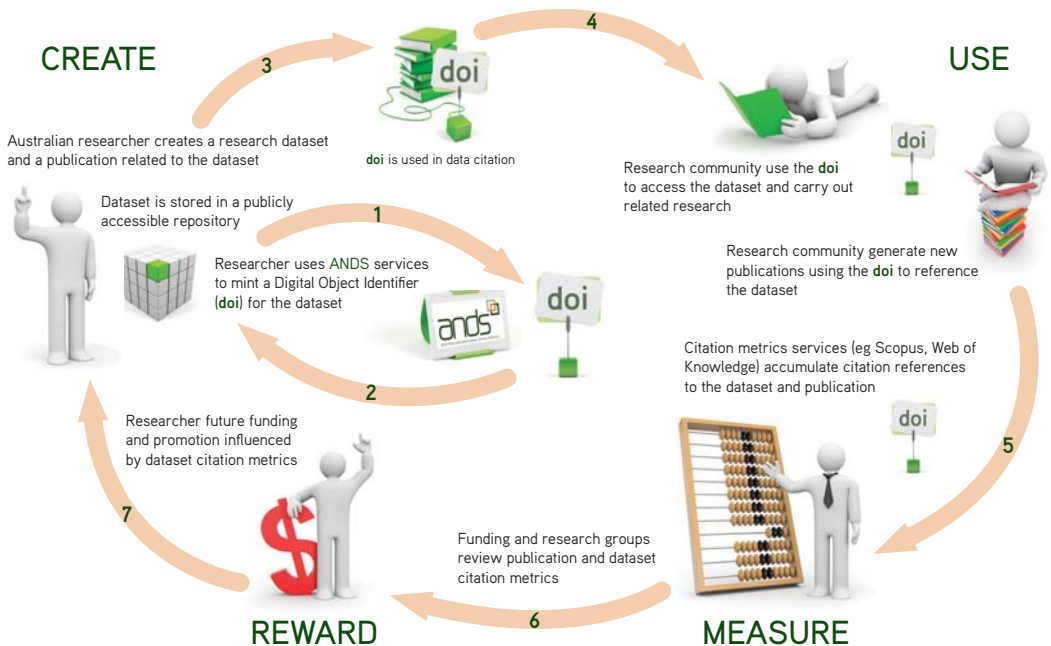 CREATE
3
4
USE
doi
doi is used in data citation
Australian researcher creates a research dataset
and a publication related to the dataset
Dataset is stored in a publicly
accessible repository
1
Researcher uses ANDS services
to mint a Digital Object Identifier
(doi) for the dataset
ands
doi
2
Research community use the doi
to access the dataset and carry out
related research
doi
Research community generate new
publications using the doi to reference
the dataset
Citation metrics services (eg Scopus, Web of
Knowledge) accumulate citation references
to the dataset and publication
doi
5
Funding and research groups
review publication and dataset
citation metrics
6
MEASURE
Researcher future funding
and promotion influenced
by dataset citation metrics
7
REWARD